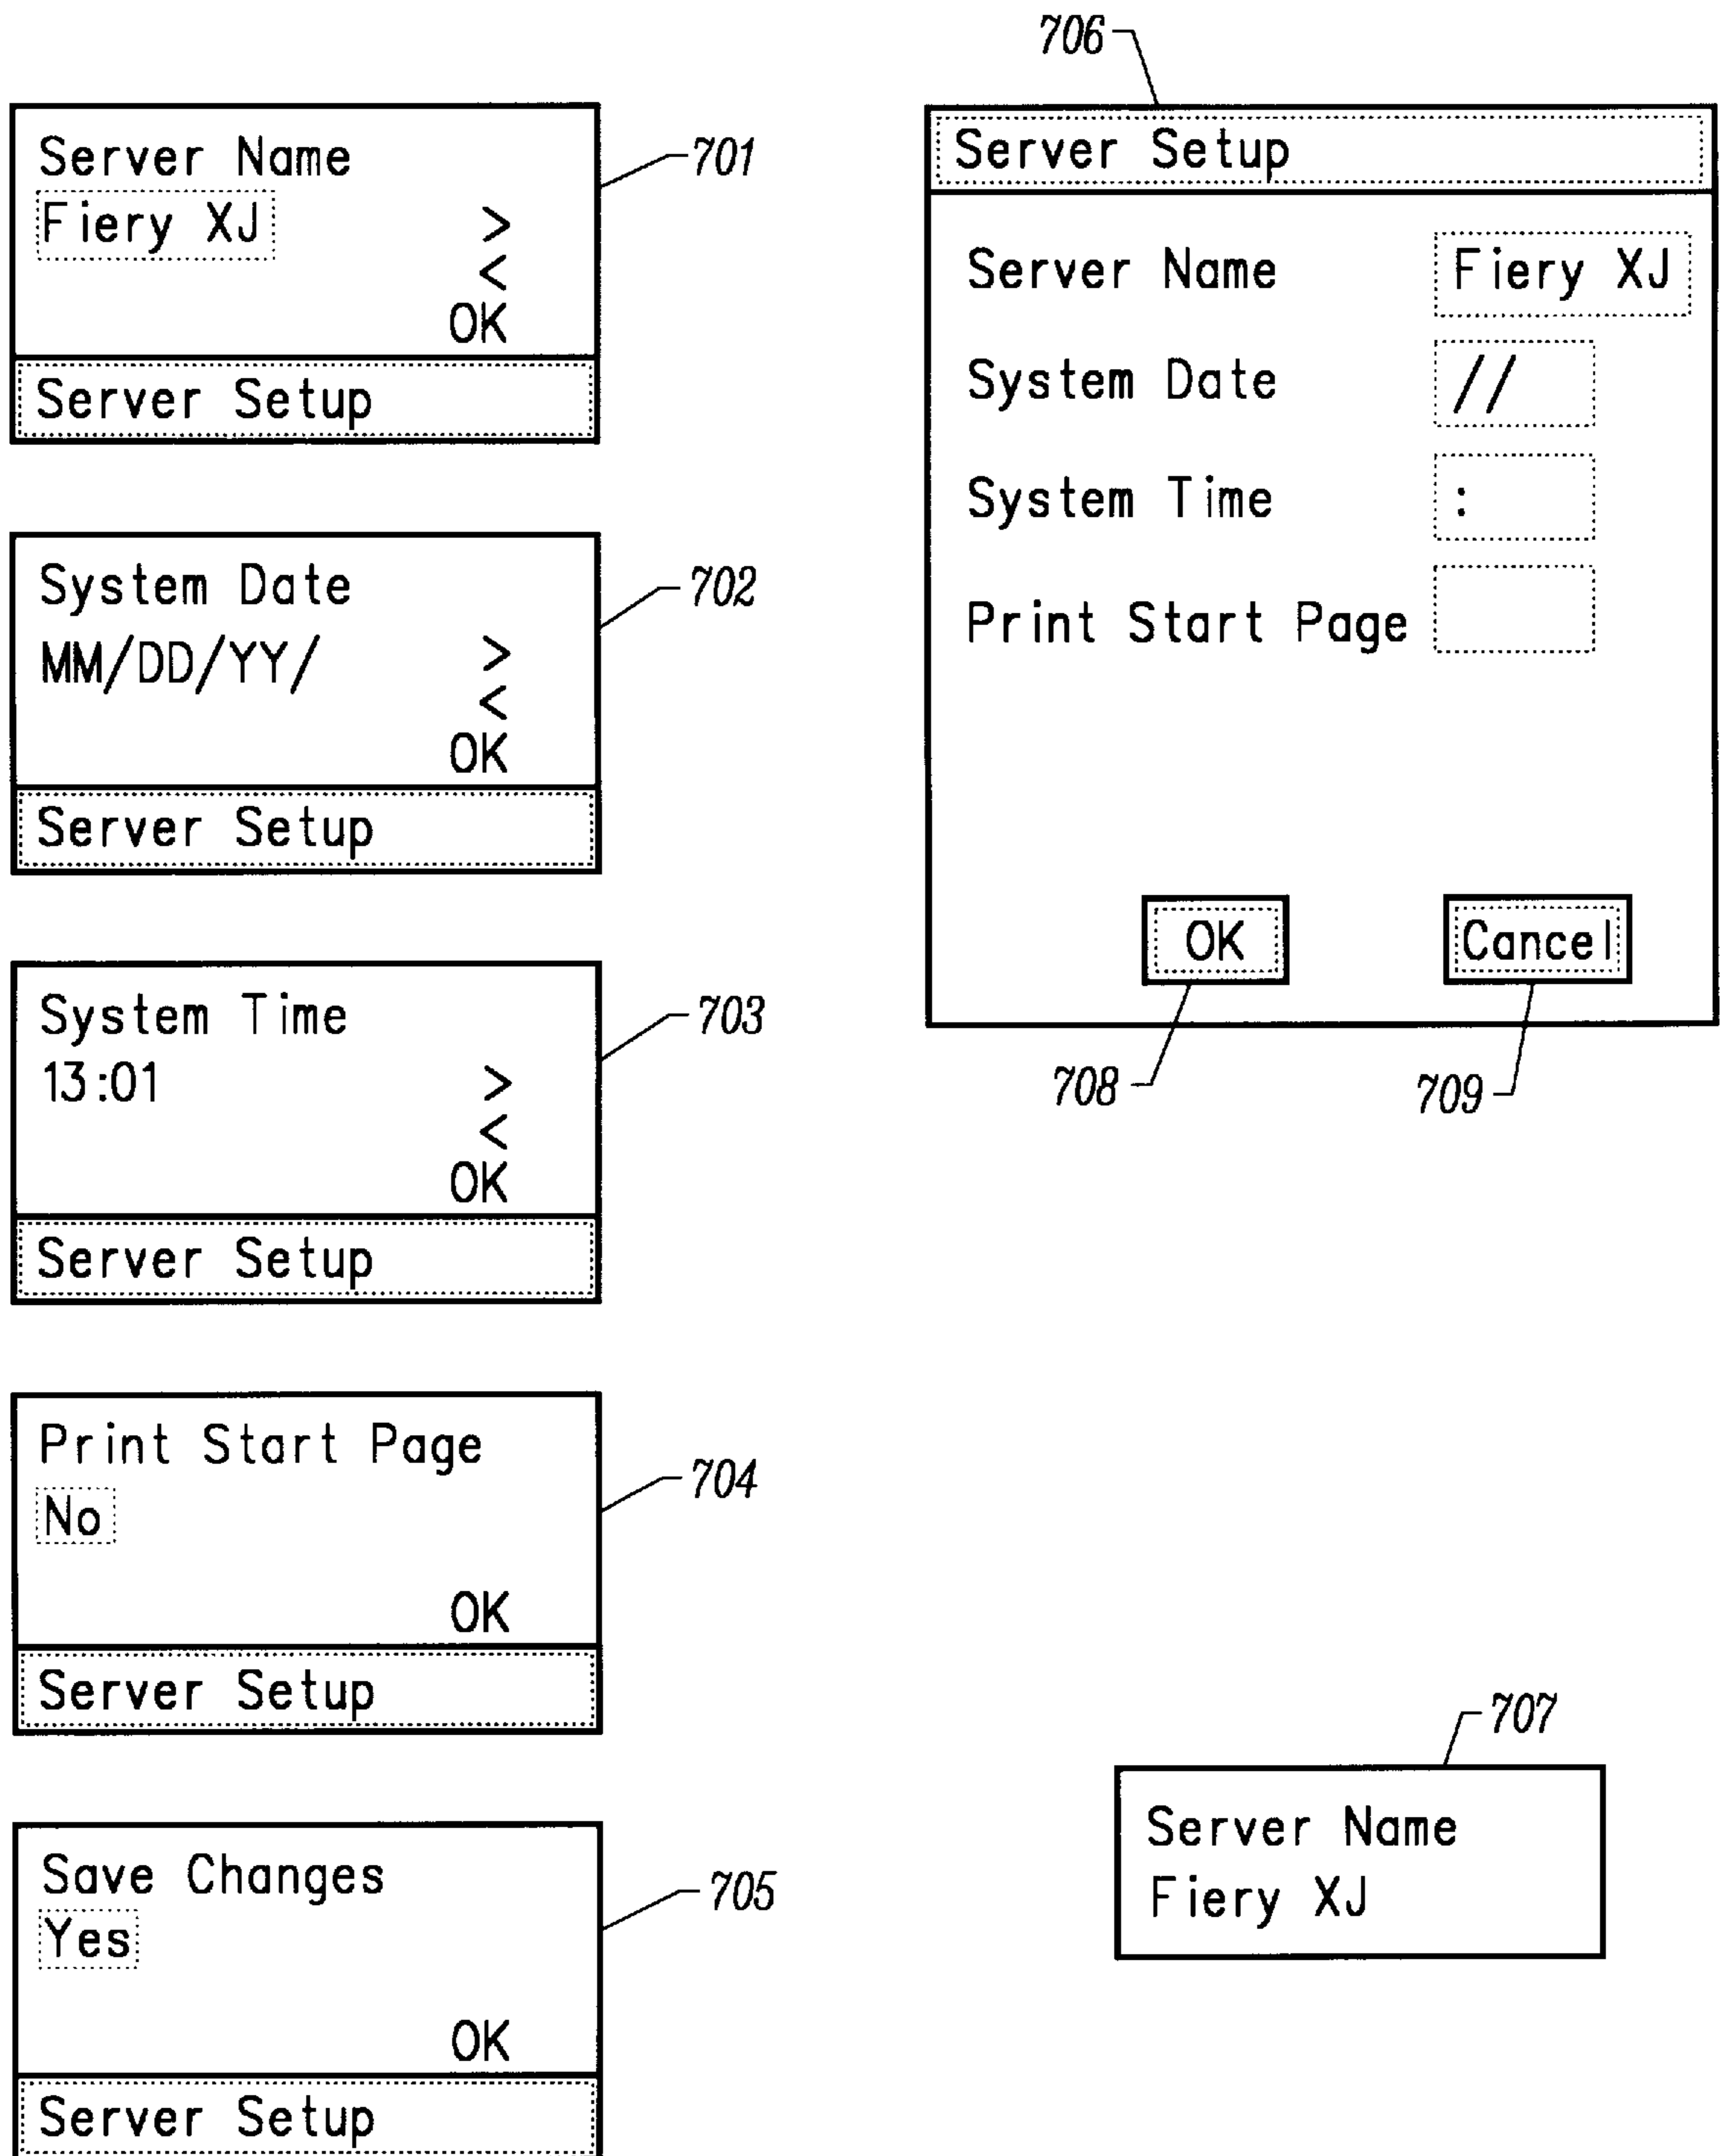 701
Server Name
Fiery XJ >
<
OK
Server Setup
702
System Date
MM/DD/YY/ >
<
OK
Server Setup
703
System Time
13:01 >
<
OK
Server Setup
704
Print Start Page
No
OK
Server Setup
705
Save Changes
Yes
OK
Server Setup
706
Server Setup
Server Name Fiery XJ
System Date //
System Time :
Print Start Page
OK Cancel
708 709
707
Server Name
Fiery XJ